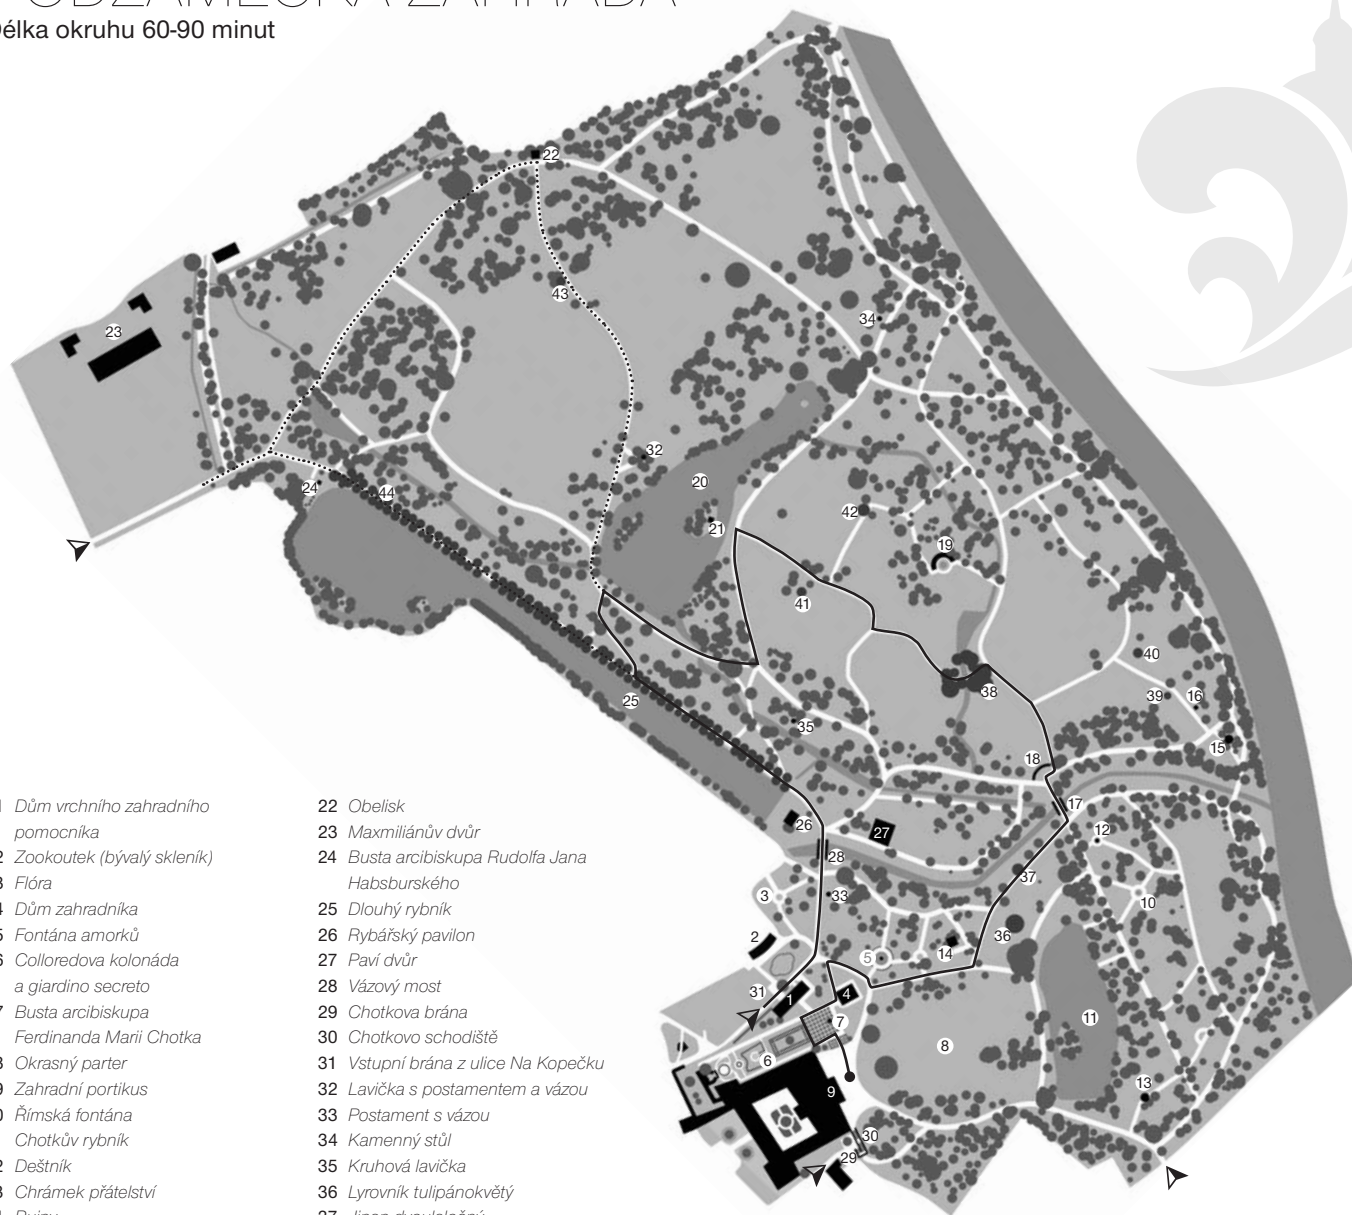 Délka okruhu 60-90 minut
22
43
23
34
32
20
24
44
21
42
19
41
40
38
39
16
25
35
15
18
17
26
27
12
28
37
3
33
10
2
36
5
14
31
1
4
7
11
8
6
9
13
30
29
Dům vrchního zahradního
pomocníka
Zookoutek (bývalý skleník)
Flóra
Dům zahradníka
Fontána amorků
Colloredova kolonáda
a giardino secreto
Busta arcibiskupa
Ferdinanda Marii Chotka
Okrasný parter
Zahradní portikus
Římská fontána
Chotkův rybník
Deštník
Chrámek přátelství
22 Obelisk
23 Maxmiliánův dvůr
24 Busta arcibiskupa Rudolfa Jana
Habsburského
25 Dlouhý rybník
26 Rybářský pavilon
27 Paví dvůr
28 Vázový most
29 Chotkova brána
30 Chotkovo schodiště
31 Vstupní brána z ulice Na Kopečku
32 Lavička s postamentem a vázou
33 Postament s vázou
34 Kamenný stůl
35 Kruhová lavička
36 Lyrovník tulipánokvětý